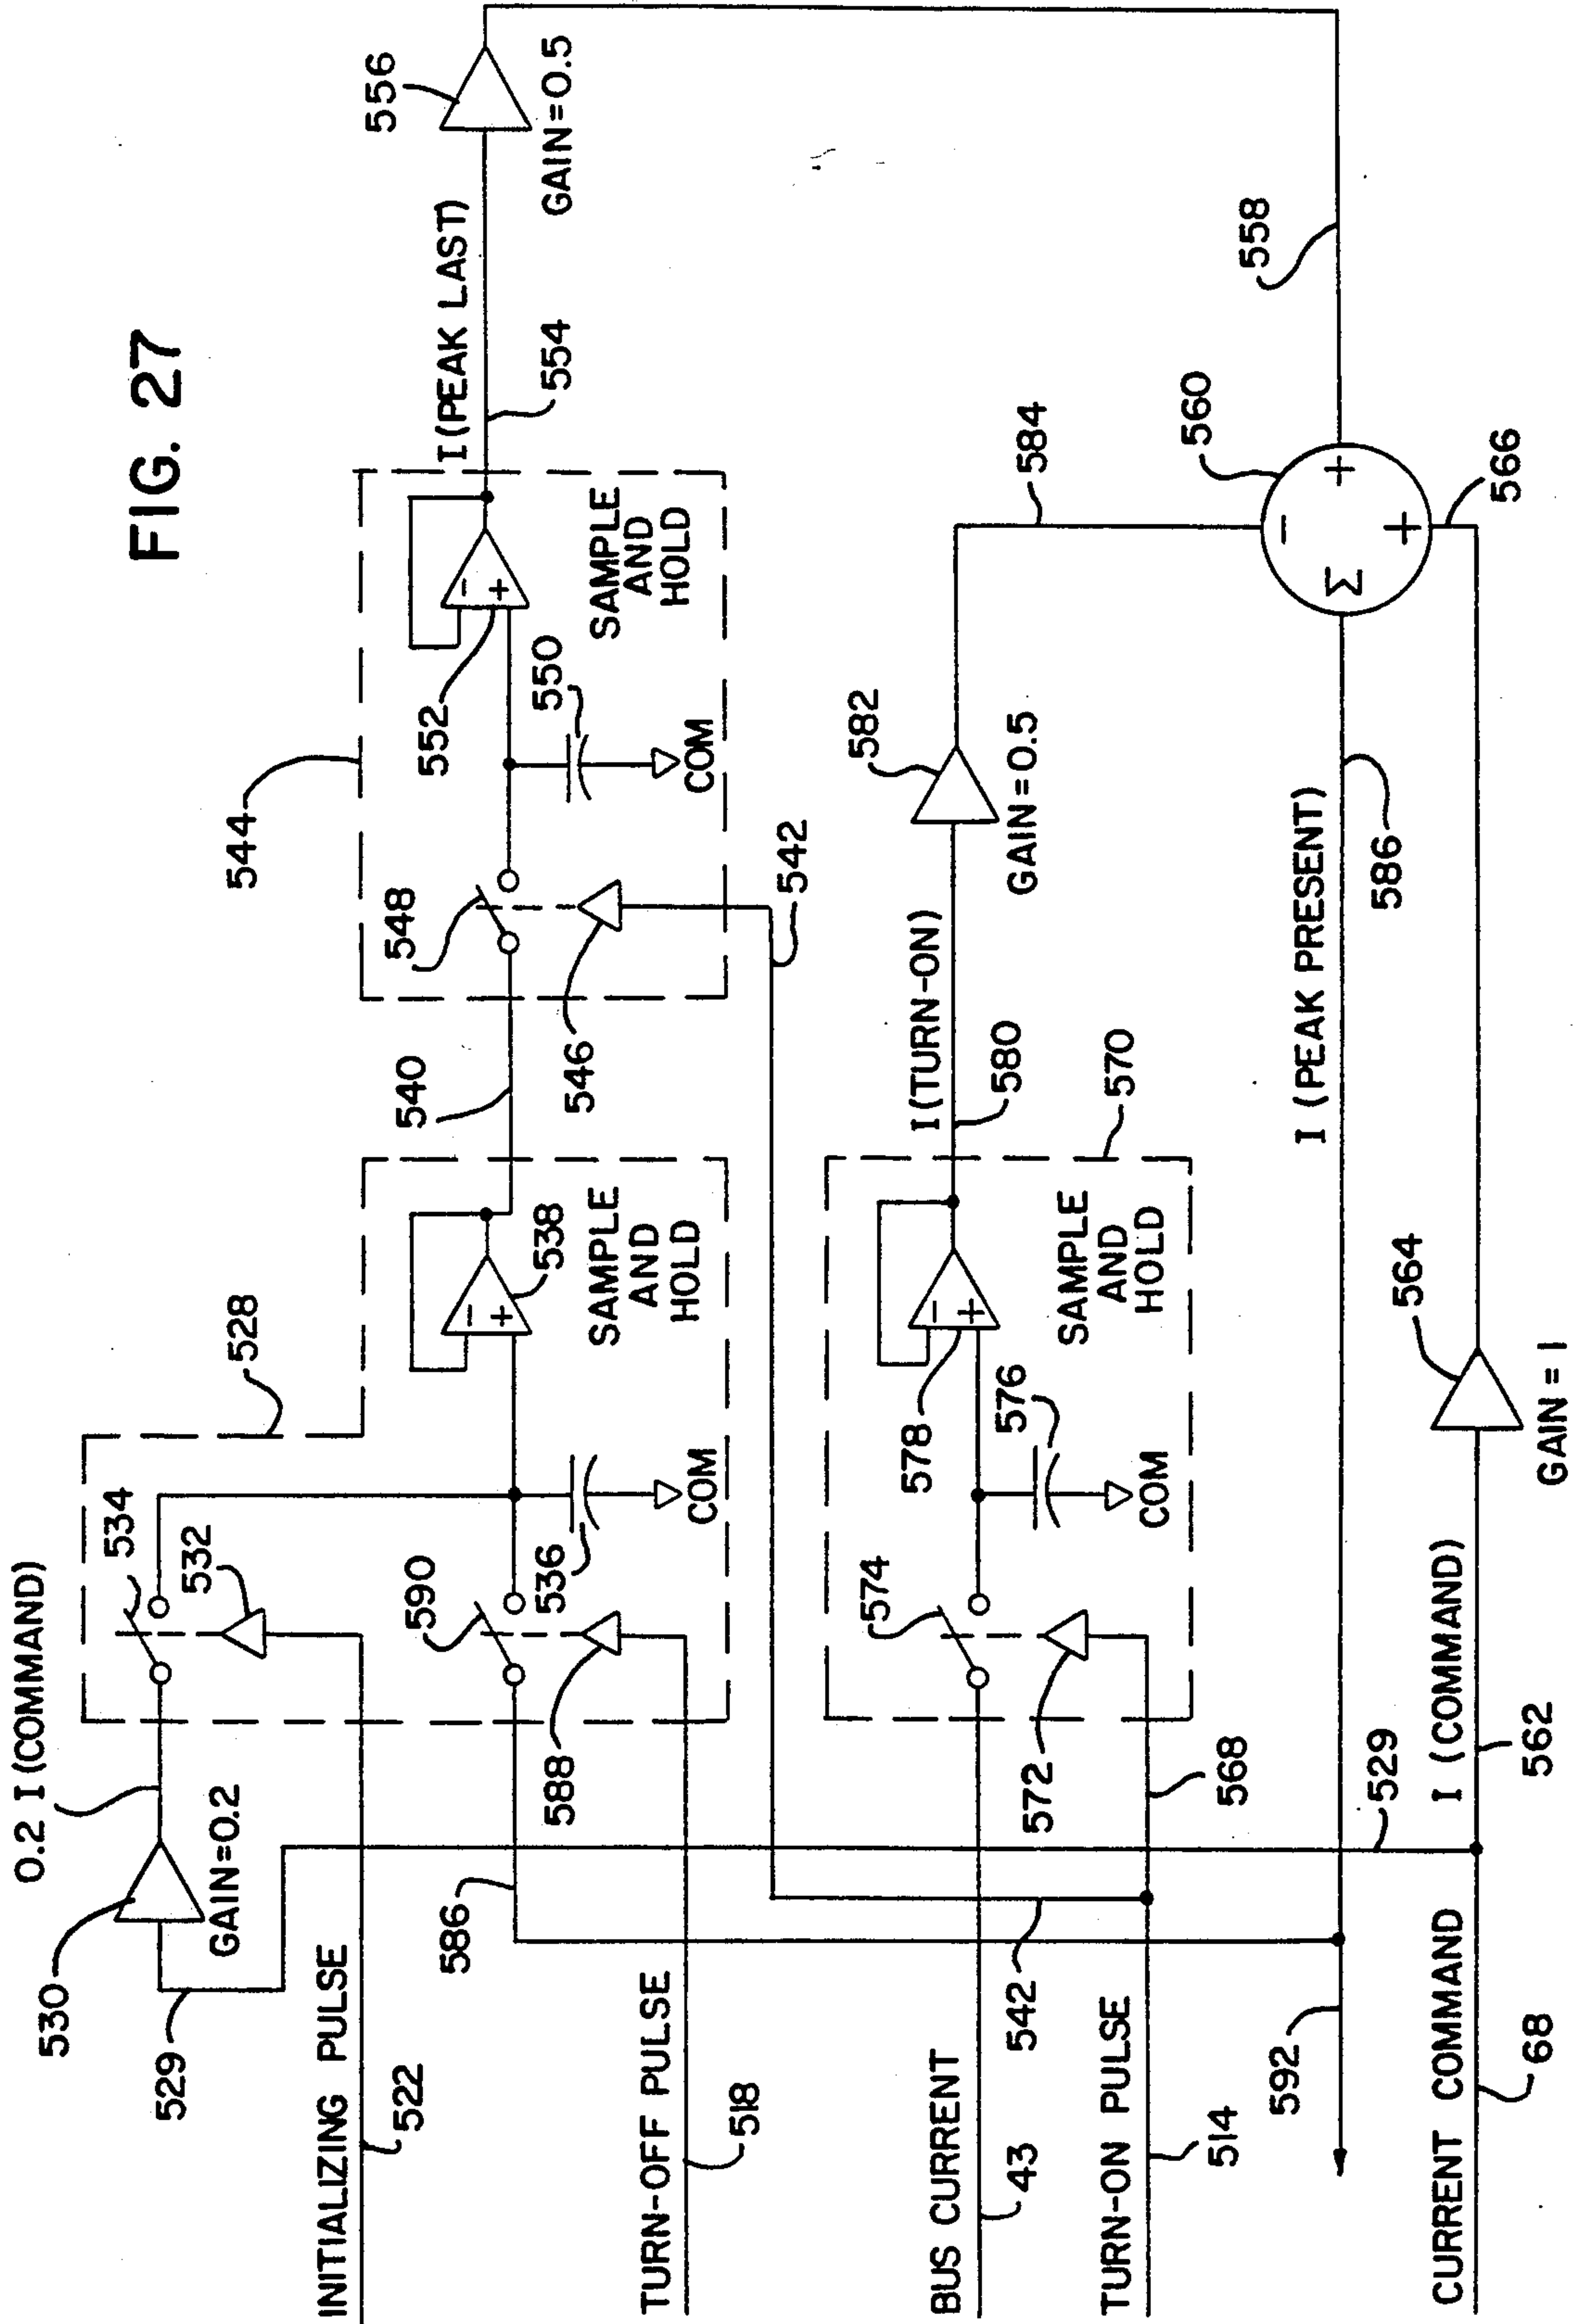 FIG. 27
0.2 I (COMMAND)
530
GAIN=0.2
529
534
532
528
INITIALIZING PULSE
522
590
588
586
536
COM
538
SAMPLE
AND
HOLD
540
544
548
546
552
550
COM
SAMPLE
AND
HOLD
I (PEAK LAST)
554
556
GAIN=0.5
TURN-OFF PULSE
518
542
542
BUS CURRENT
43
574
572
578
576
COM
SAMPLE
AND
HOLD
570
I (TURN-ON)
580
582
GAIN=0.5
584
TURN-ON PULSE
514
568
560
558
-
+
+
Σ
566
I (PEAK PRESENT)
586
592
529
CURRENT COMMAND
68
I (COMMAND)
562
564
GAIN = 1
-
+
-
+
-
+